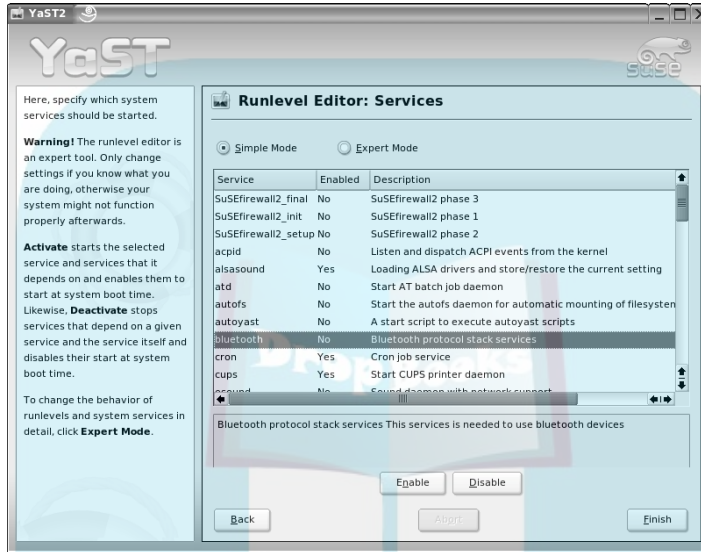 YaST2
YaST
SUSE
Here, specify which system
services should be started.
Warning! The runlevel editor is
an expert tool. Only change
settings if you know what you
are doing, otherwise your
system might not function
properly afterwards.
Activate starts the selected
service and services that it
depends on and enables them to
start at system boot time.
Likewise, Deactivate stops
services that depend on a given
service and the service itself and
disables their start at system
boot time.
To change the behavior of
runlevels and system services in
detail, click Expert Mode.
Runlevel Editor: Services
Simple Mode Expert Mode
Service Enabled Description
SuSEfirewall2_final No SuSEfirewall2 phase 3
SuSEfirewall2_init No SuSEfirewall2 phase 1
SuSEfirewall2_setup No SuSEfirewall2 phase 2
acpid No Listen and dispatch ACPI events from the kernel
alsasound Yes Loading ALSA drivers and store/restore the current setting
atd No Start AT batch job daemon
autofs No Start the autofs daemon for automatic mounting of filesysten
autoyast No A start script to execute autoyast scripts
bluetooth No Bluetooth protocol stack services
cron Yes Cron job service
cups Yes Start CUPS printer daemon
esound No Sound daemon with network support
Bluetooth protocol stack services This services is needed to use bluetooth devices
Enable Disable
Back Abort Finish